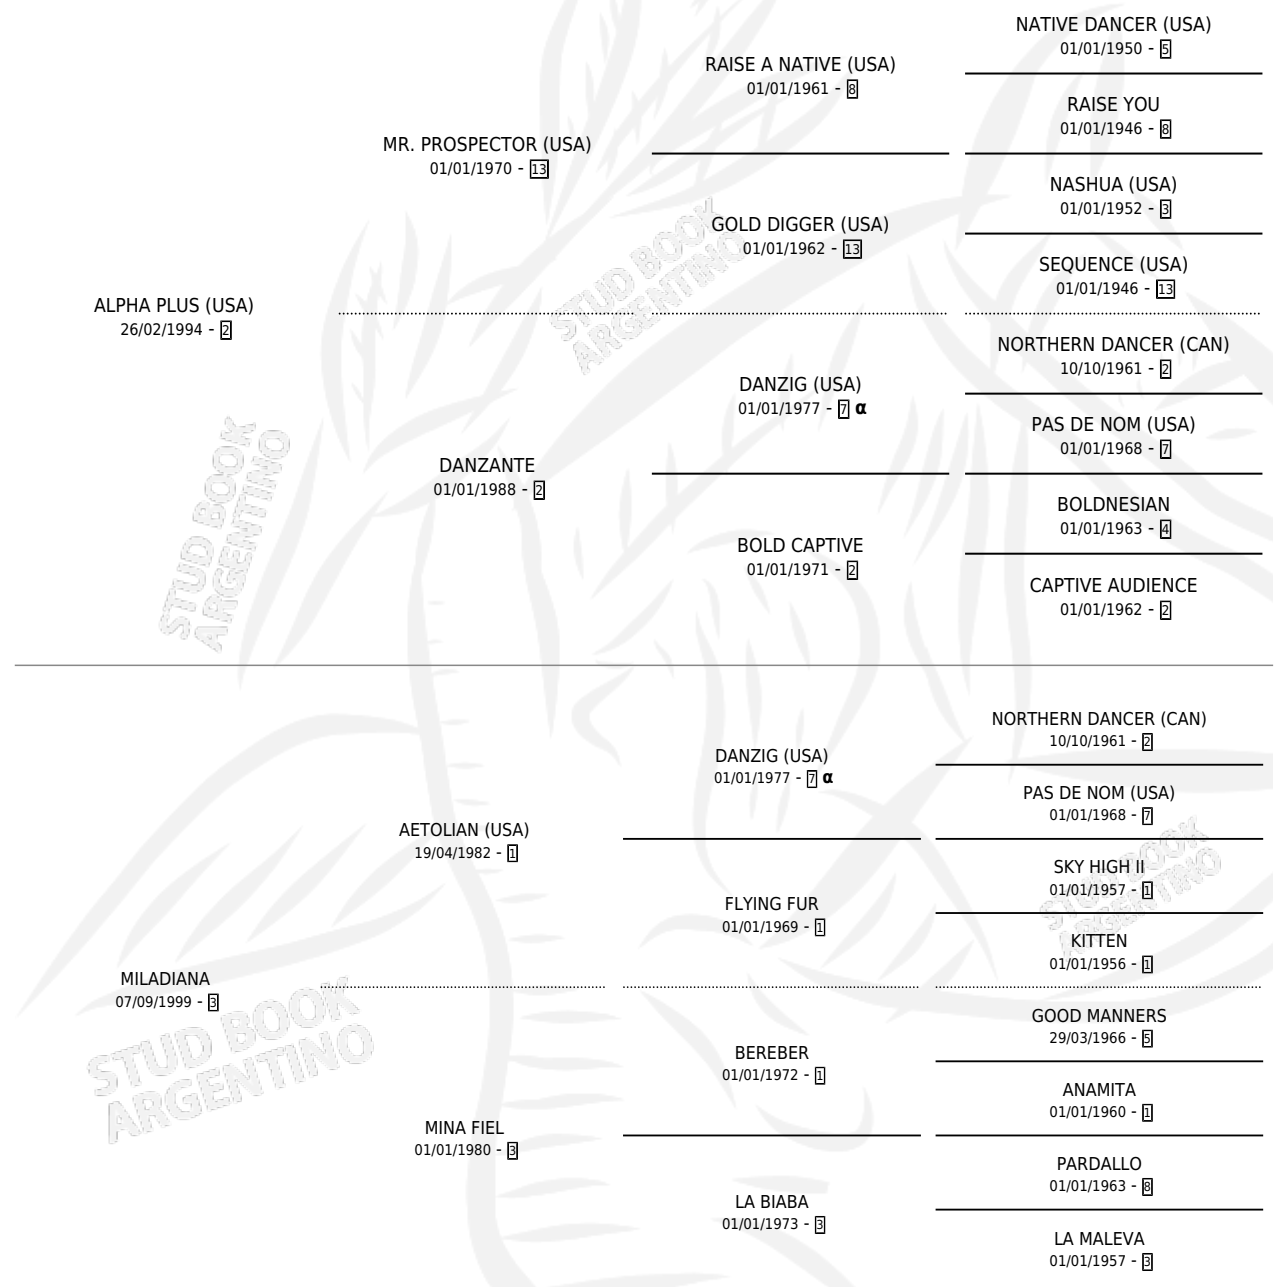 NATIVE DANCER (USA)
01/01/1950 - 5
RAISE A NATIVE (USA)
01/01/1961 - 8
RAISE YOU
01/01/1946 - 8
MR. PROSPECTOR (USA)
01/01/1970 - 13
NASHUA (USA)
01/01/1952 - 3
GOLD DIGGER (USA)
01/01/1962 - 13
SEQUENCE (USA)
01/01/1946 - 13
STUD BOOK
ARGENTINO
ALPHA PLUS (USA)
26/02/1994 - 2
NORTHERN DANCER (CAN)
10/10/1961 - 2
DANZIG (USA)
01/01/1977 - 7 α
PAS DE NOM (USA)
01/01/1968 - 7
DANZANTE
01/01/1988 - 2
BOLDNESIAN
01/01/1963 - 4
BOLD CAPTIVE
01/01/1971 - 2
CAPTIVE AUDIENCE
01/01/1962 - 2
STUD BOOK
ARGENTINO
NORTHERN DANCER (CAN)
10/10/1961 - 2
DANZIG (USA)
01/01/1977 - 7 α
PAS DE NOM (USA)
01/01/1968 - 7
AETOLIAN (USA)
19/04/1982 - 1
SKY HIGH II
01/01/1957 - 1
FLYING FUR
01/01/1969 - 1
KITTEN
01/01/1956 - 1
STUD BOOK
ARGENTINO
MILADIANA
07/09/1999 - 3
GOOD MANNERS
29/03/1966 - 5
BEREBER
01/01/1972 - 1
ANAMITA
01/01/1960 - 1
STUD BOOK
ARGENTINO
MINA FIEL
01/01/1980 - 3
PARDALLO
01/01/1963 - 8
LA BIABA
01/01/1973 - 3
LA MALEVA
01/01/1957 - 3